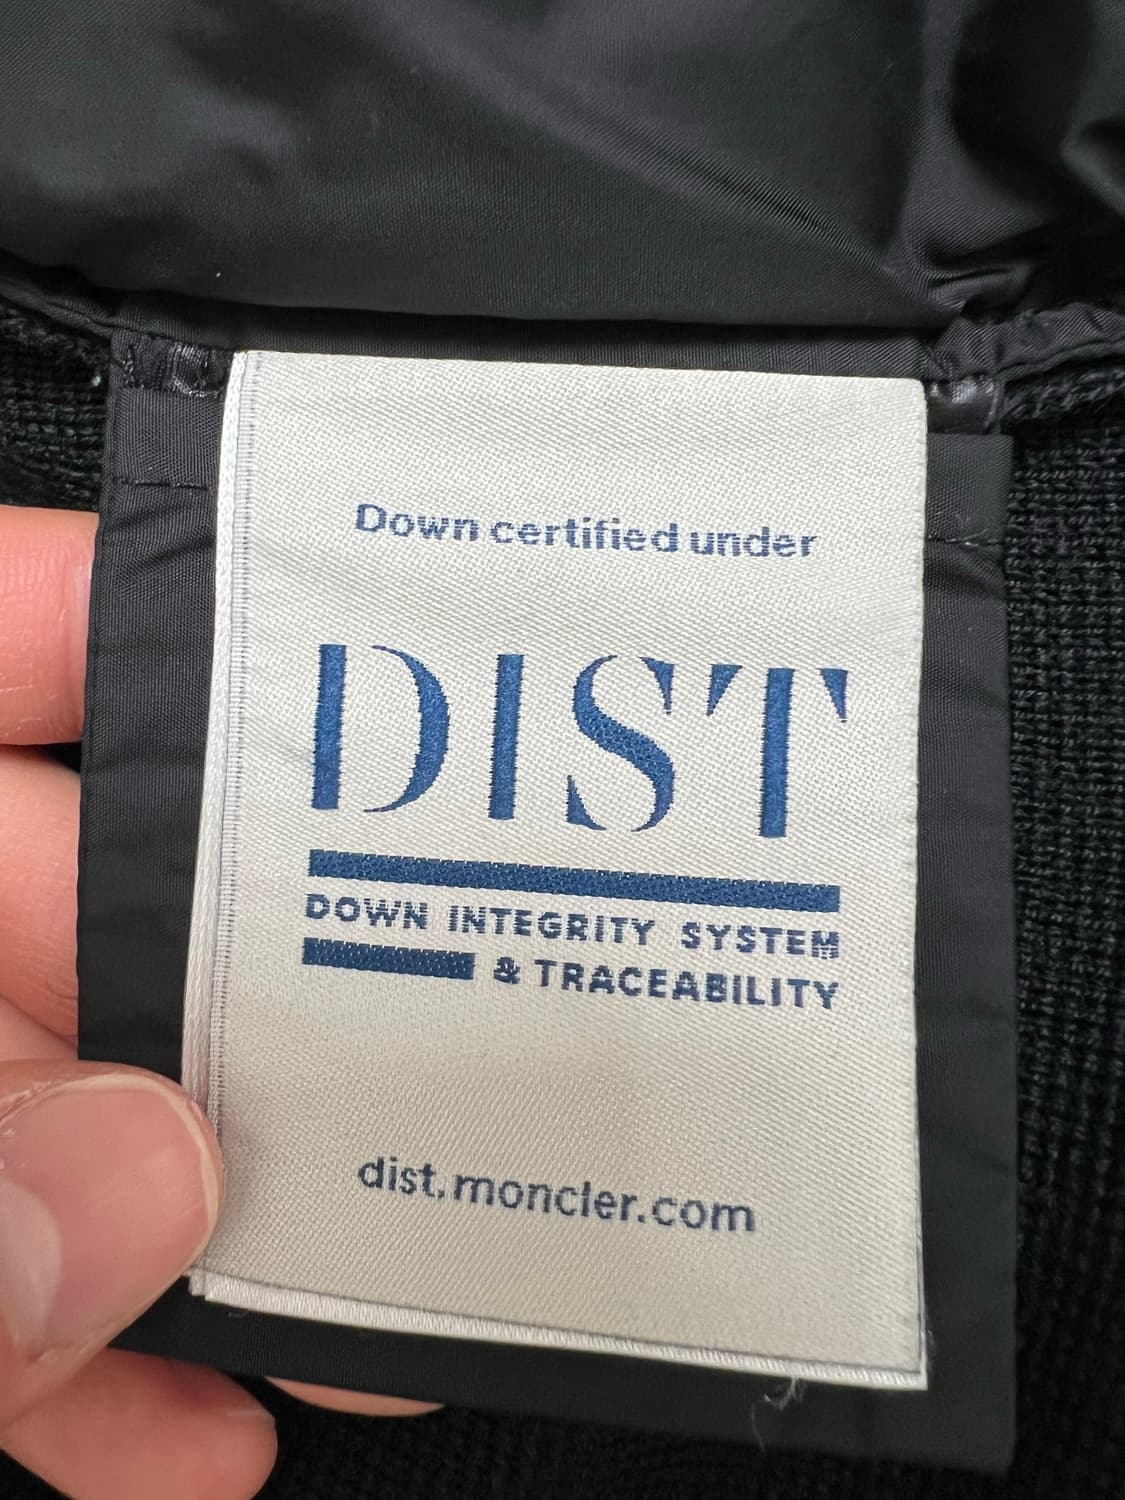 Down certified under
DIST
DOWN INTEGRITY SYSTEM
& TRACEABILITY
dist.moncler.com